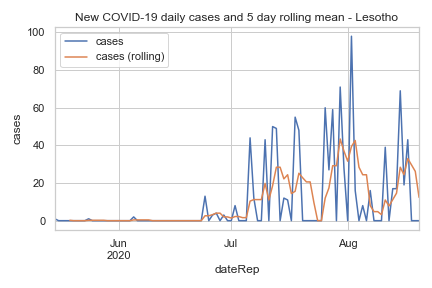 New COVID-19 daily cases and 5 day rolling mean - Lesotho
cases
cases (rolling)
100
80
60
40
20
0
cases
Jun
2020
Jul
Aug
dateRep